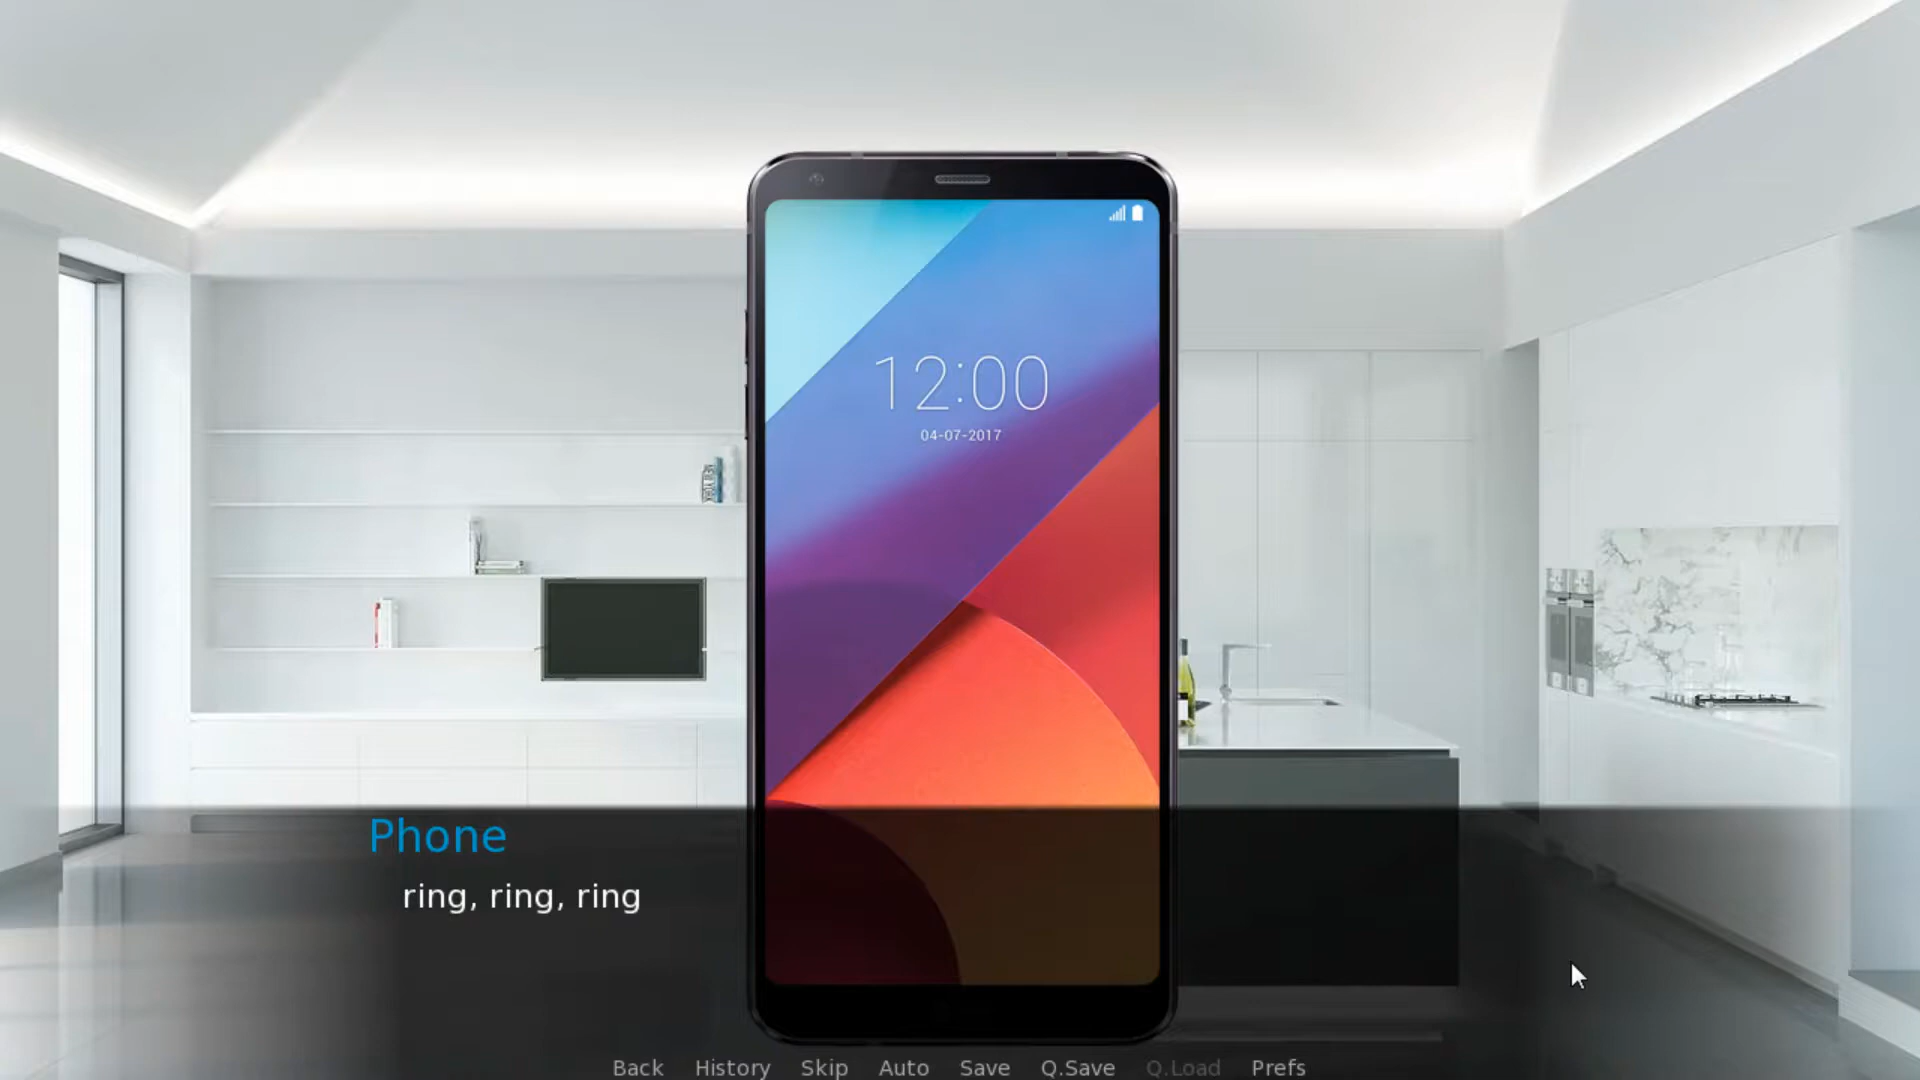 12:00
04-07-2017
Phone
ring, ring, ring
Back History Skip Auto Save Q.Save Q.Load Prefs